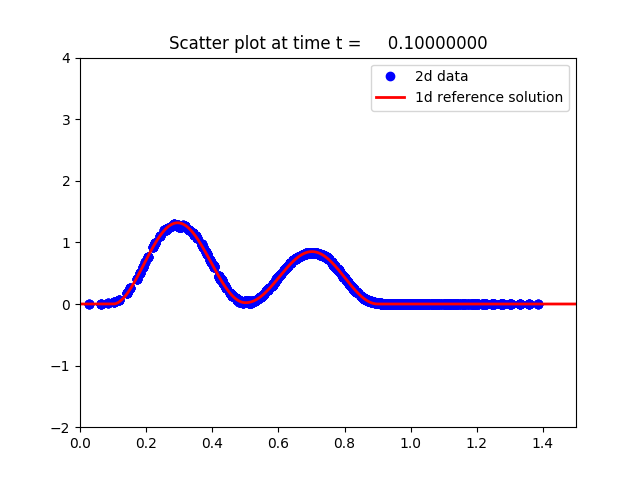 Scatter plot at time t =      0.10000000
4
2d data
1d reference solution
3
2
1
0
−1
−2
0.0 0.2 0.4 0.6 0.8 1.0 1.2 1.4